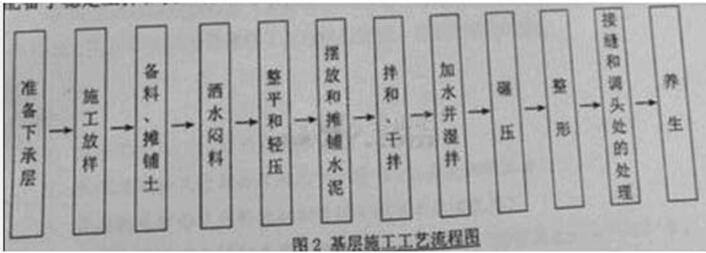 准备下承层
施工放样
备料、摊铺土
洒水闷料
整平和轻压
摆放和摊铺水泥
拌和、干拌
加水并湿拌
碾压
整形
接缝和调头处的处理
养生
图2 基层施工工艺流程图